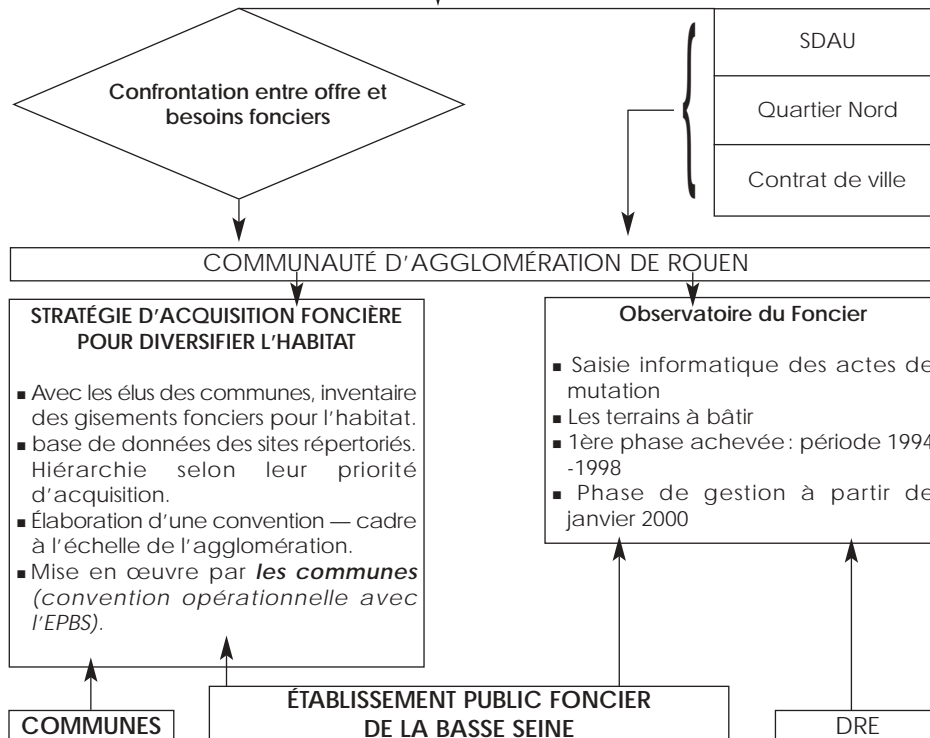 Confrontation entre offre et
besoins fonciers
SDAU
Quartier Nord
Contrat de ville
COMMUNAUTÉ D'AGGLOMÉRATION DE ROUEN
STRATÉGIE D'ACQUISITION FONCIÈRE
POUR DIVERSIFIER L'HABITAT
▪ Avec les élus des communes, inventaire
des gisements fonciers pour l'habitat.
▪ base de données des sites répertoriés.
Hiérarchie selon leur priorité
d'acquisition.
▪ Élaboration d'une convention — cadre
à l'échelle de l'agglomération.
▪ Mise en œuvre par les communes
(convention opérationnelle avec
l'EPBS).
Observatoire du Foncier
▪ Saisie informatique des actes de
mutation
▪ Les terrains à bâtir
▪ 1ère phase achevée : période 1994
-1998
▪ Phase de gestion à partir de
janvier 2000
COMMUNES
ÉTABLISSEMENT PUBLIC FONCIER
DE LA BASSE SEINE
DRE